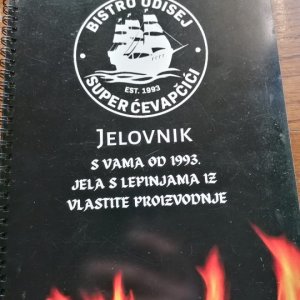 BISTRO ODISEJ
EST. 1993
SUPER ĆEVAPČIĆI
JELOVNIK
S VAMA OD 1993.
JELA S LEPINJAMA IZ
VLASTITE PROIZVODNJE